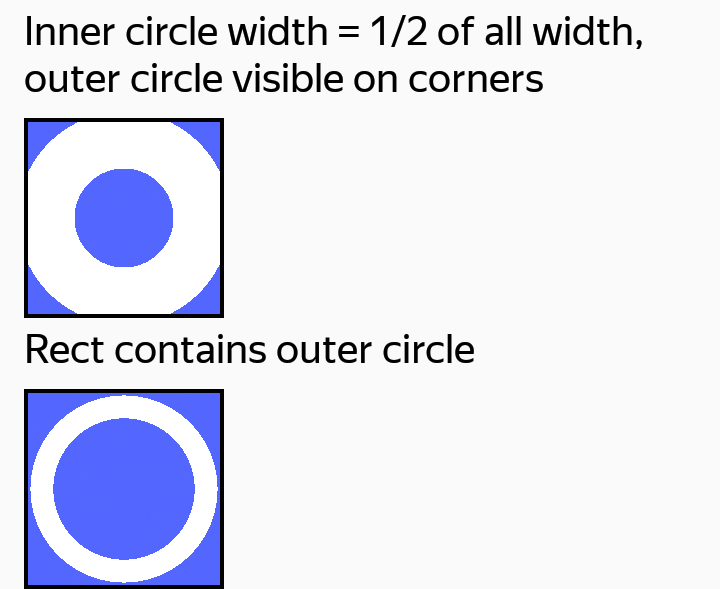 Inner circle width = 1/2 of all width,
outer circle visible on corners
Rect contains outer circle